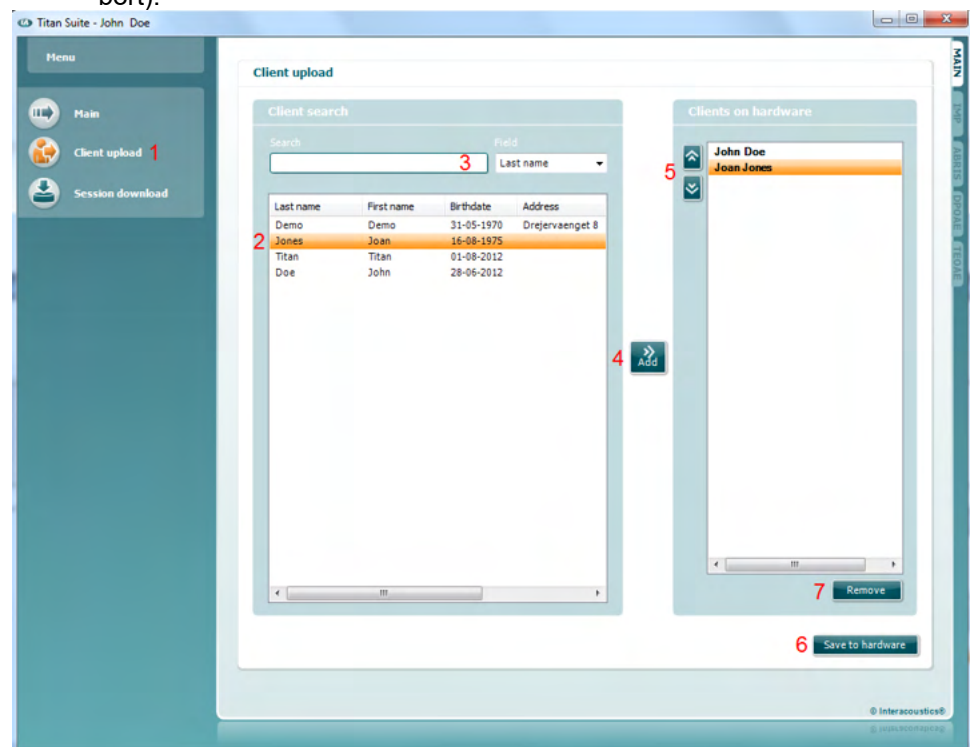 bort).
Titan Suite - John Doe
Menu
Main
Client upload 1
Session download
Client upload
Client search
Search
Field
3
Last name
Last name First name Birthdate Address
Demo Demo 31-05-1970 Drejervaenget 8
2 Jones Joan 16-08-1975
Titan Titan 01-08-2012
Doe John 28-06-2012
4 Add
Clients on hardware
5
John Doe
Joan Jones
7 Remove
6 Save to hardware
MAIN
IMP
ABRIS
DPOAE
TEOAE
© Interacoustics®